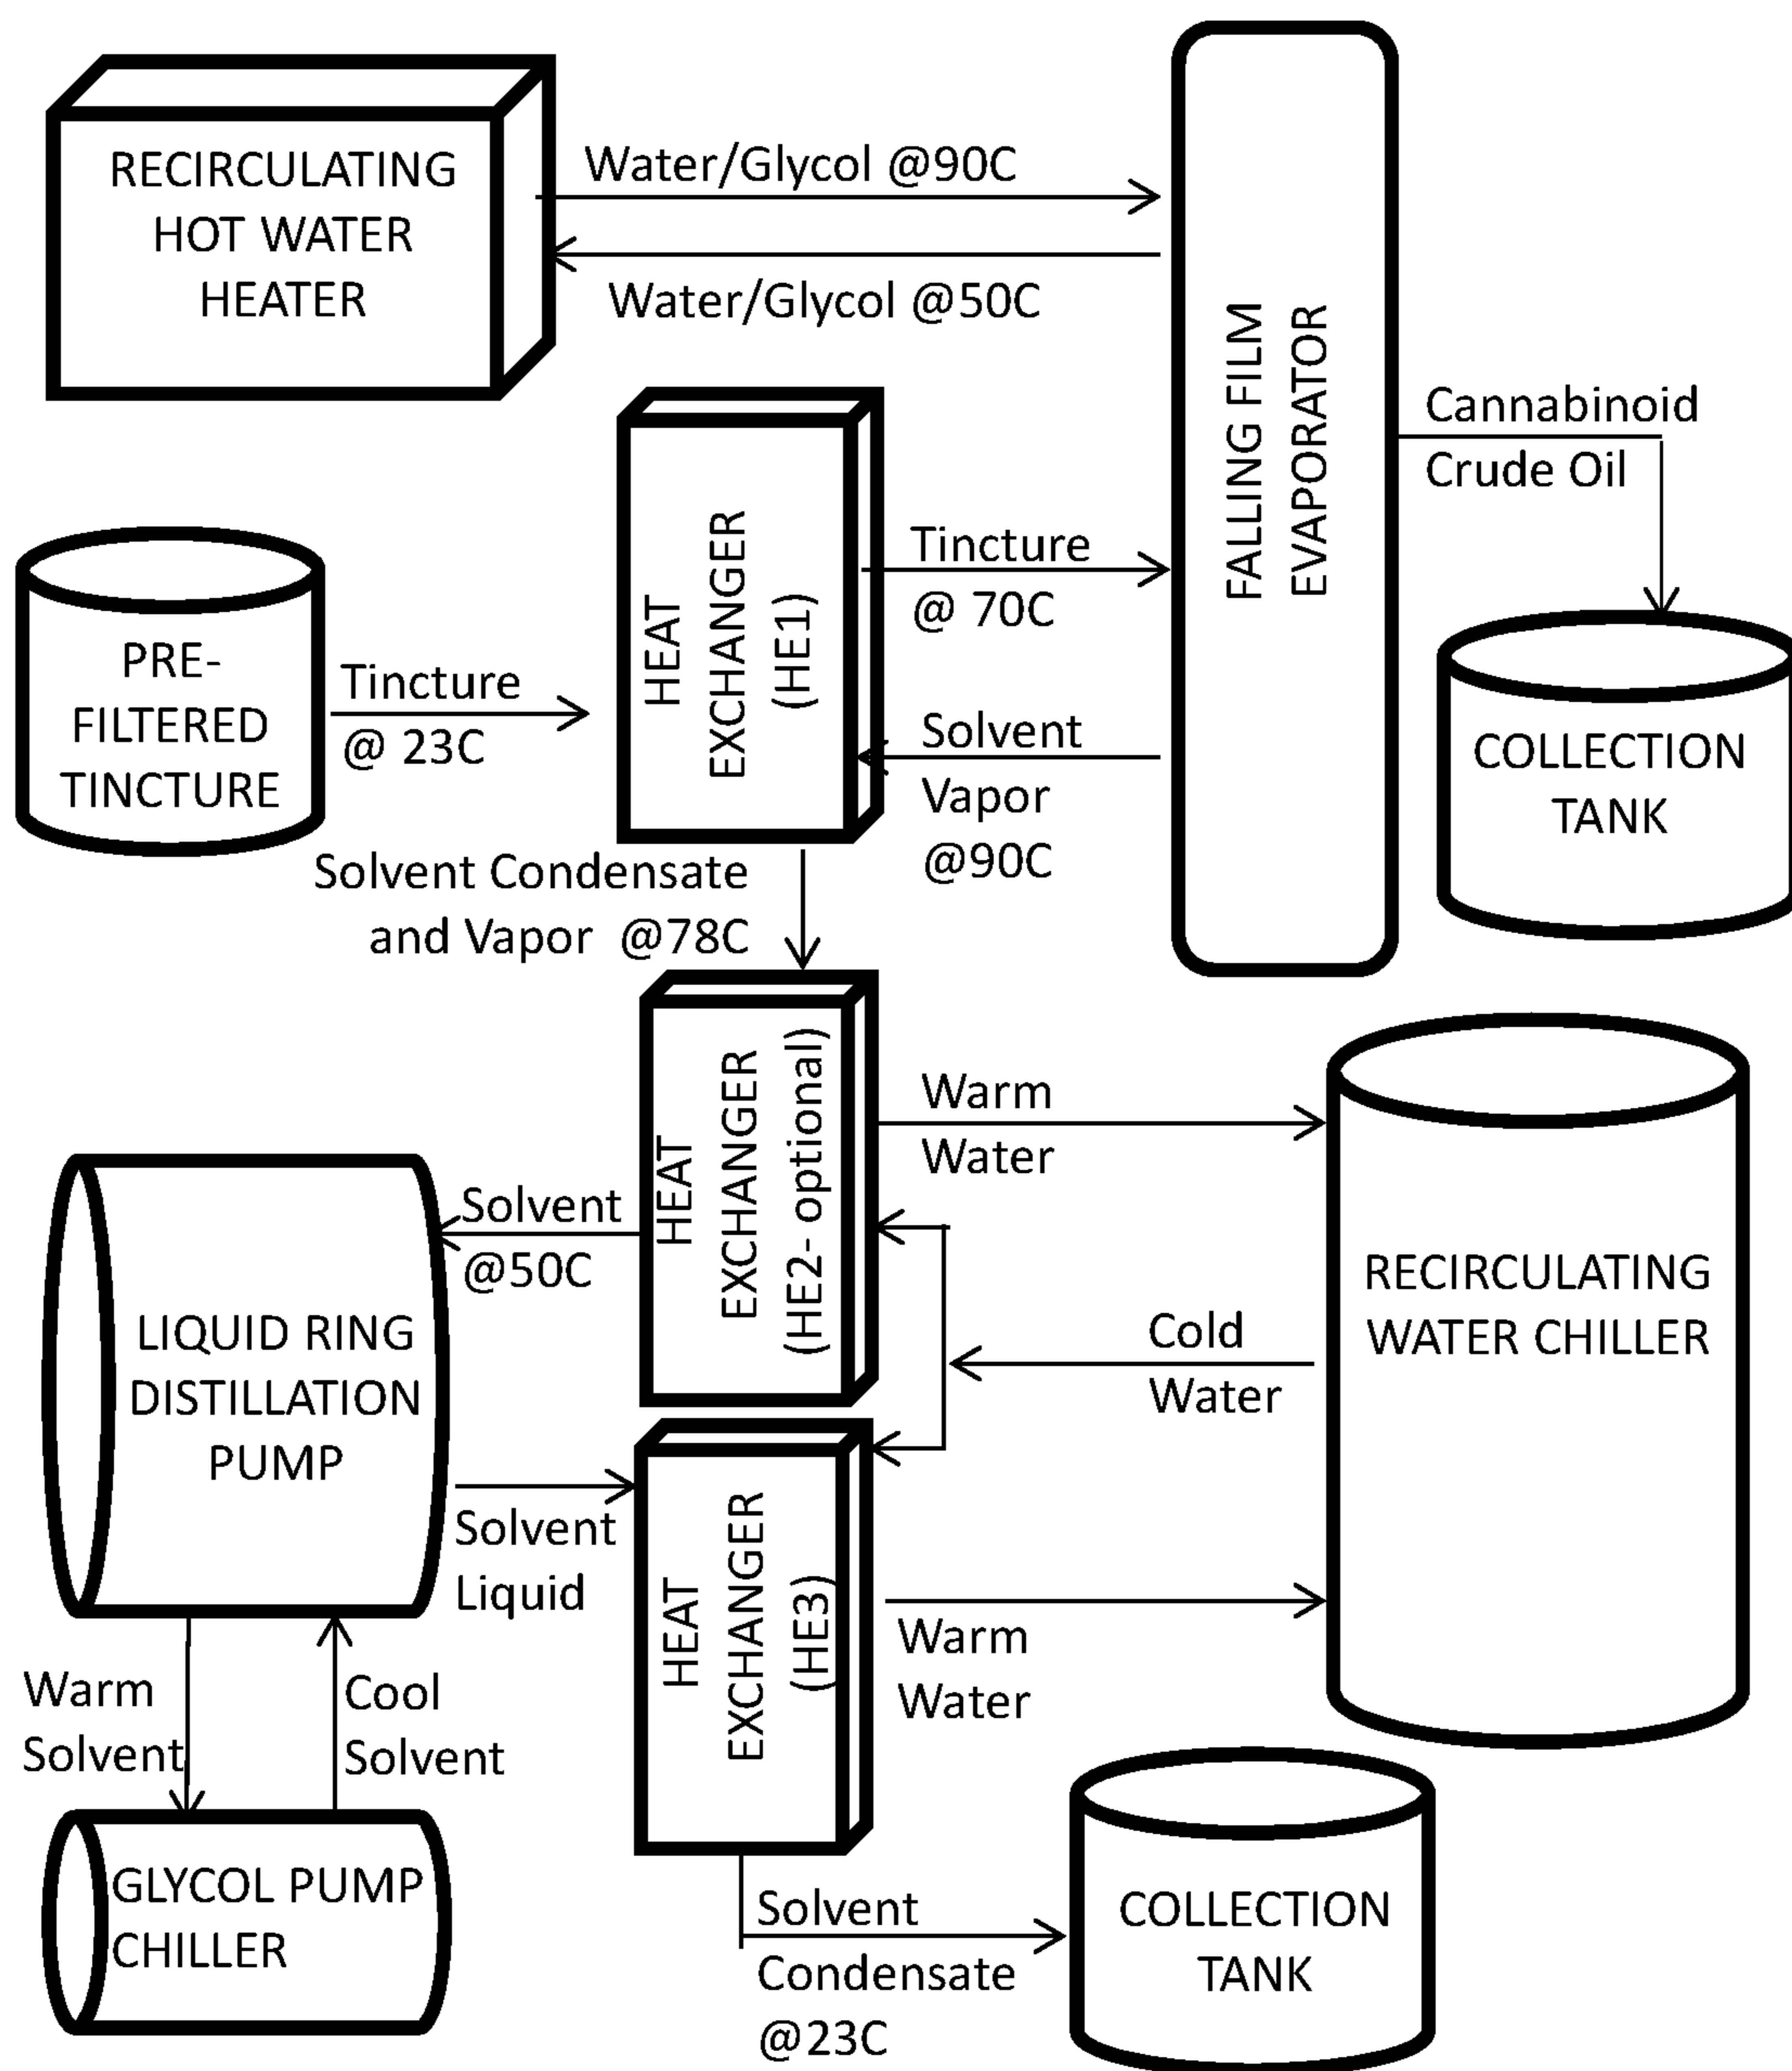 RECIRCULATING
HOT WATER
HEATER
Water/Glycol @90C
Water/Glycol @50C
FALLING FILM
EVAPORATOR
Cannabinoid
Crude Oil
HEAT
EXCHANGER
(HE1)
Tincture
@ 70C
PRE-
FILTERED
TINCTURE
Tincture
@ 23C
Solvent
Vapor
@90C
COLLECTION
TANK
Solvent Condensate
and Vapor @78C
HEAT
EXCHANGER
(HE2- optional)
Warm
Water
Solvent
@50C
RECIRCULATING
WATER CHILLER
Cold
Water
LIQUID RING
DISTILLATION
PUMP
Solvent
Liquid
HEAT
EXCHANGER
(HE3)
Warm
Water
Warm
Solvent
Cool
Solvent
GLYCOL PUMP
CHILLER
Solvent
Condensate
@23C
COLLECTION
TANK